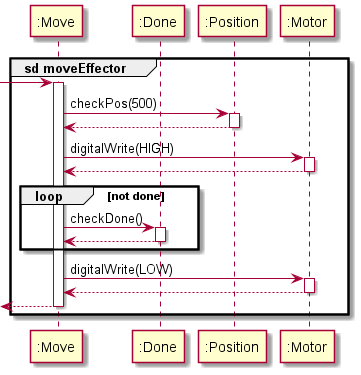 :Move :Done :Position :Motor
sd moveEffector
checkPos(500)
digitalWrite(HIGH)
loop [not done]
checkDone()
digitalWrite(LOW)
:Move :Done :Position :Motor